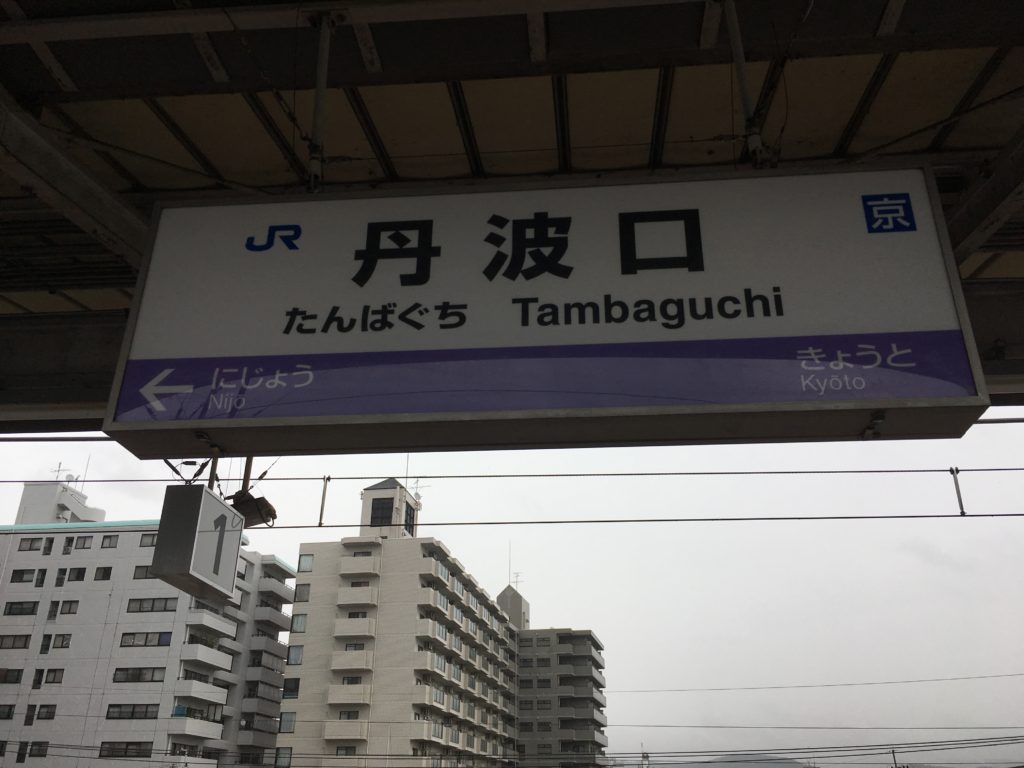 JR 丹波口 京
たんばぐち Tambaguchi
← にじょう きょうと
Nijō Kyōto
1